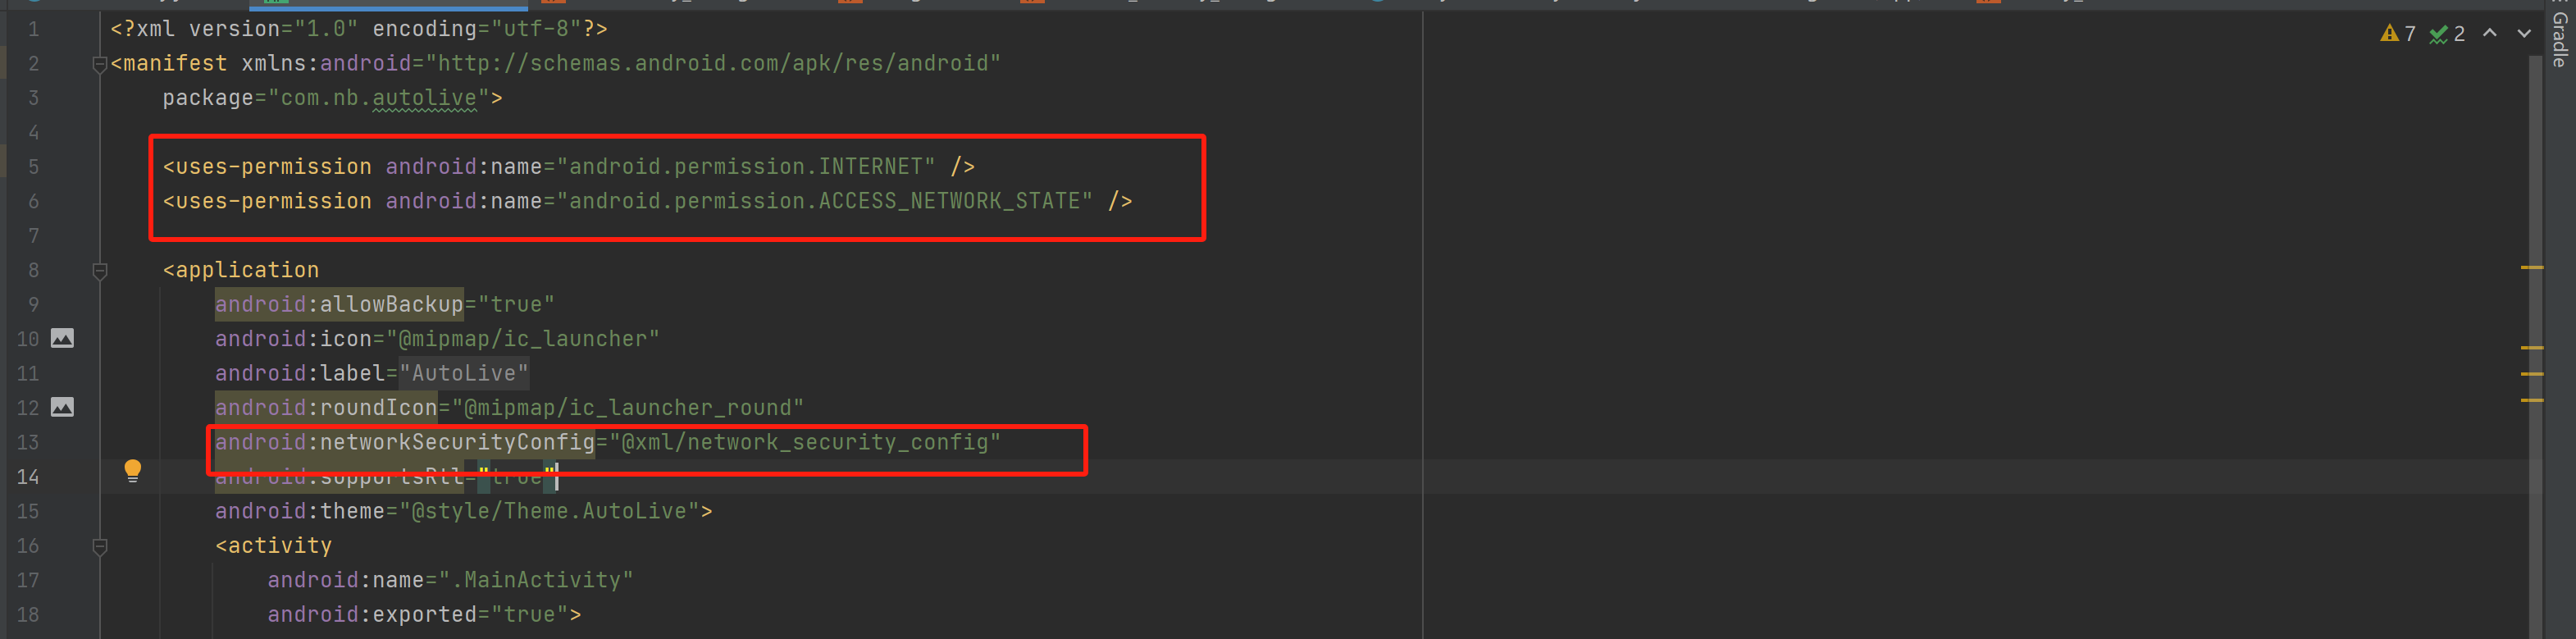 Gradle
7 2
1 <?xml version="1.0" encoding="utf-8"?>
2 <manifest xmlns:android="http://schemas.android.com/apk/res/android"
3 package="com.nb.autolive">
4
5 <uses-permission android:name="android.permission.INTERNET" />
6 <uses-permission android:name="android.permission.ACCESS_NETWORK_STATE" />
7
8 <application
9 android:allowBackup="true"
10 android:icon="@mipmap/ic_launcher"
11 android:label="AutoLive"
12 android:roundIcon="@mipmap/ic_launcher_round"
13 android:networkSecurityConfig="@xml/network_security_config"
14 android:supportsRtl="true"
15 android:theme="@style/Theme.AutoLive">
16 <activity
17 android:name=".MainActivity"
18 android:exported="true">